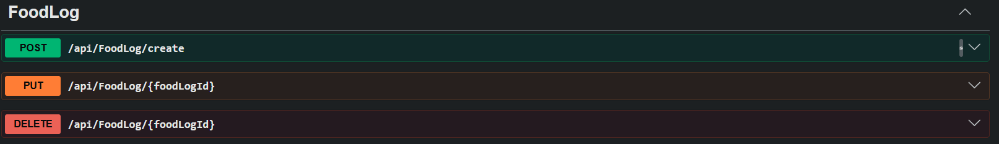 FoodLog
POST /api/FoodLog/create
PUT /api/FoodLog/{foodLogId}
DELETE /api/FoodLog/{foodLogId}